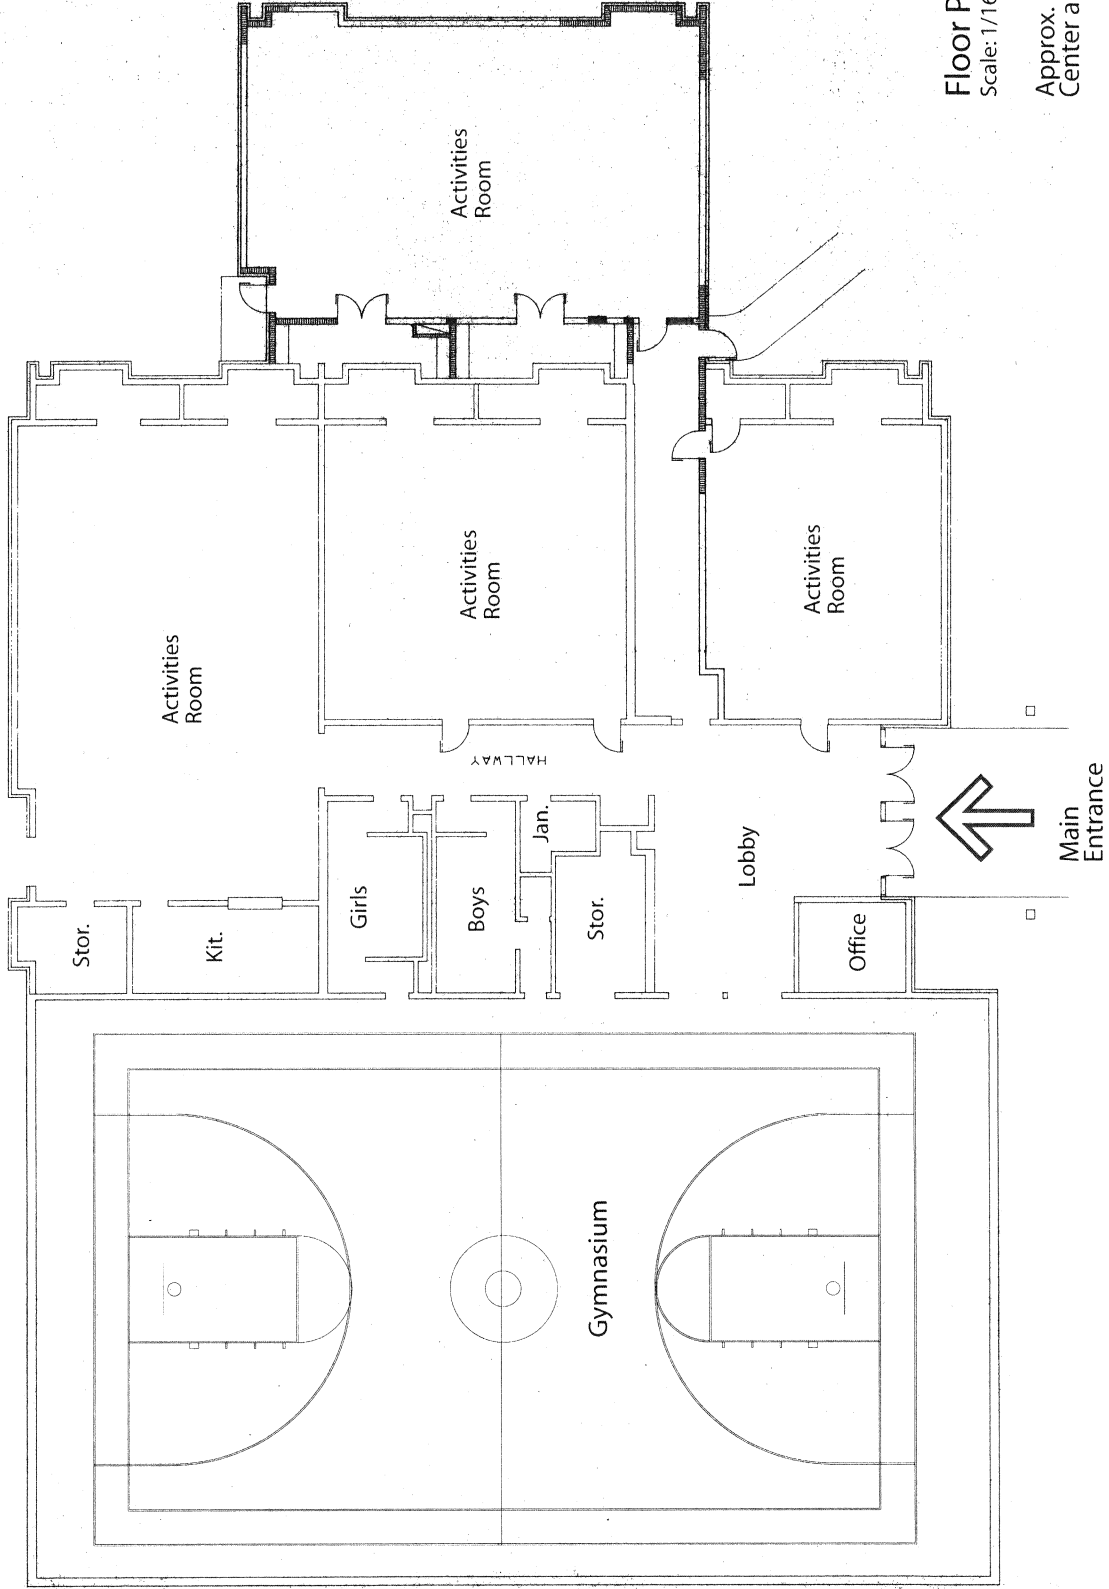 Floor P
Scale: 1/16
Approx.
Center a
Activities
Room
Activities
Room
Activities
Room
Activities
Room
HALLWAY
Girls
Boys
Jan.
Stor.
Stor.
Kit.
Lobby
Office
Main
Entrance
Gymnasium